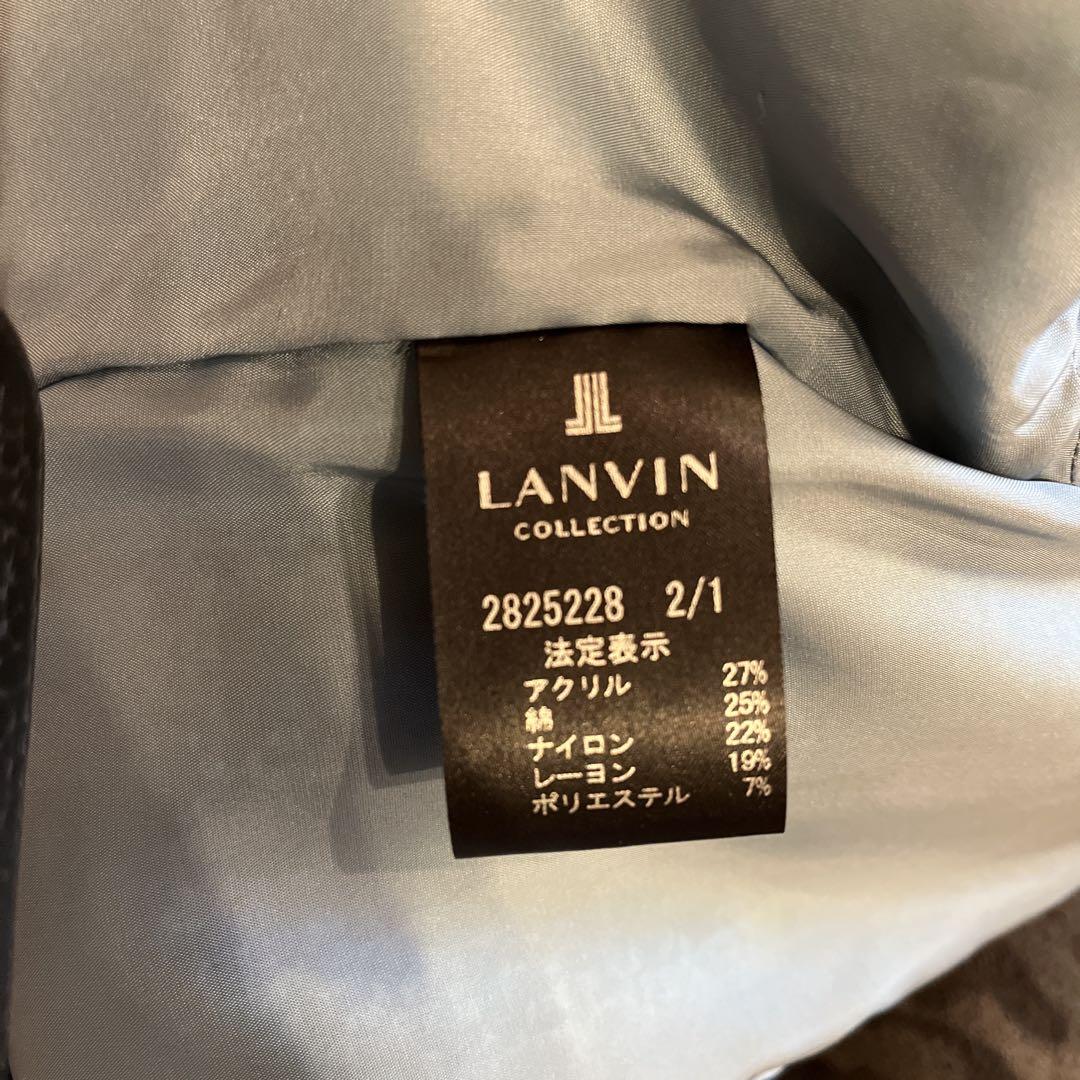 LANVIN
COLLECTION
2825228 2/1
法定表示
アクリル 27%
綿 25%
ナイロン 22%
レーヨン 19%
ポリエステル 7%